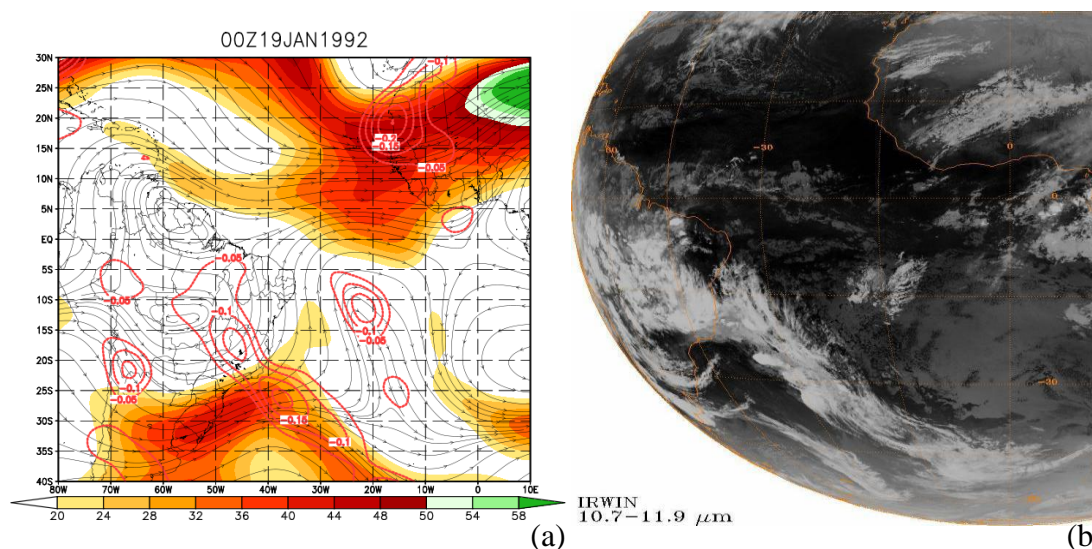 00Z19JAN1992
30N
25N
20N
15N
10N
5N
EQ
5S
10S
15S
20S
25S
30S
35S
40S
80W 70W 60W 50W 40W 30W 20W 10W 0 10E
-0.1
-0.2
-0.15
-0.05
-0.05
-0.05
-0.1
-0.1
-0.05
-0.1
-0.05
-0.15
-0.1
20 24 28 32 36 40 44 48 50 54 58
(a)
-30
0
0
-30
IRWIN
10.7-11.9 μm
(b)